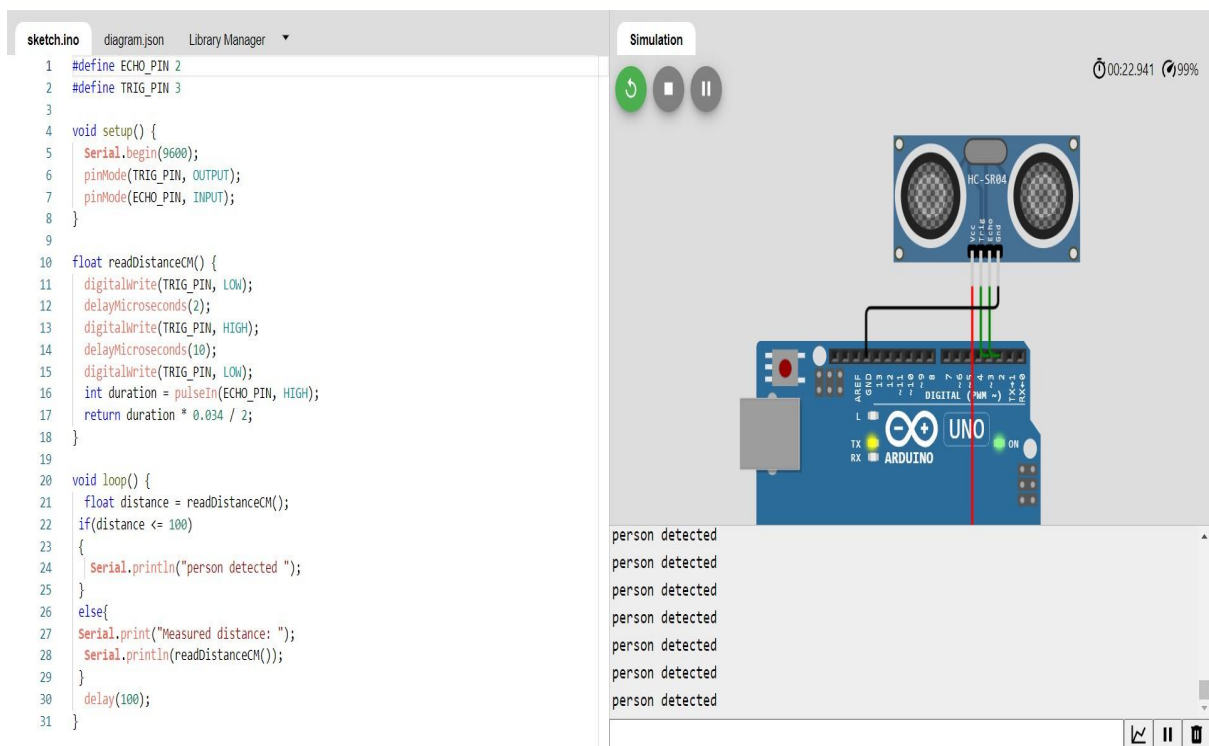 sketch.ino diagram.json Library Manager
1 #define ECHO_PIN 2
2 #define TRIG_PIN 3
3
4 void setup() {
5 Serial.begin(9600);
6 pinMode(TRIG_PIN, OUTPUT);
7 pinMode(ECHO_PIN, INPUT);
8 }
9
10 float readDistanceCM() {
11 digitalWrite(TRIG_PIN, LOW);
12 delayMicroseconds(2);
13 digitalWrite(TRIG_PIN, HIGH);
14 delayMicroseconds(10);
15 digitalWrite(TRIG_PIN, LOW);
16 int duration = pulseIn(ECHO_PIN, HIGH);
17 return duration * 0.034 / 2;
18 }
19
20 void loop() {
21 float distance = readDistanceCM();
22 if(distance <= 100)
23 {
24 Serial.println("person detected ");
25 }
26 else{
27 Serial.print("Measured distance: ");
28 Serial.println(readDistanceCM());
29 }
30 delay(100);
31 }
Simulation
00:22.941 99%
HC-SR04
Vcc
Trig
Echo
Gnd
AREF
GND
13
12
~11
~10
~9
8
7
~6
~5
4
~3
2
TX→1
RX←0
DIGITAL (PWM ~)
L
TX
RX
UNO
ON
ARDUINO
person detected
person detected
person detected
person detected
person detected
person detected
person detected